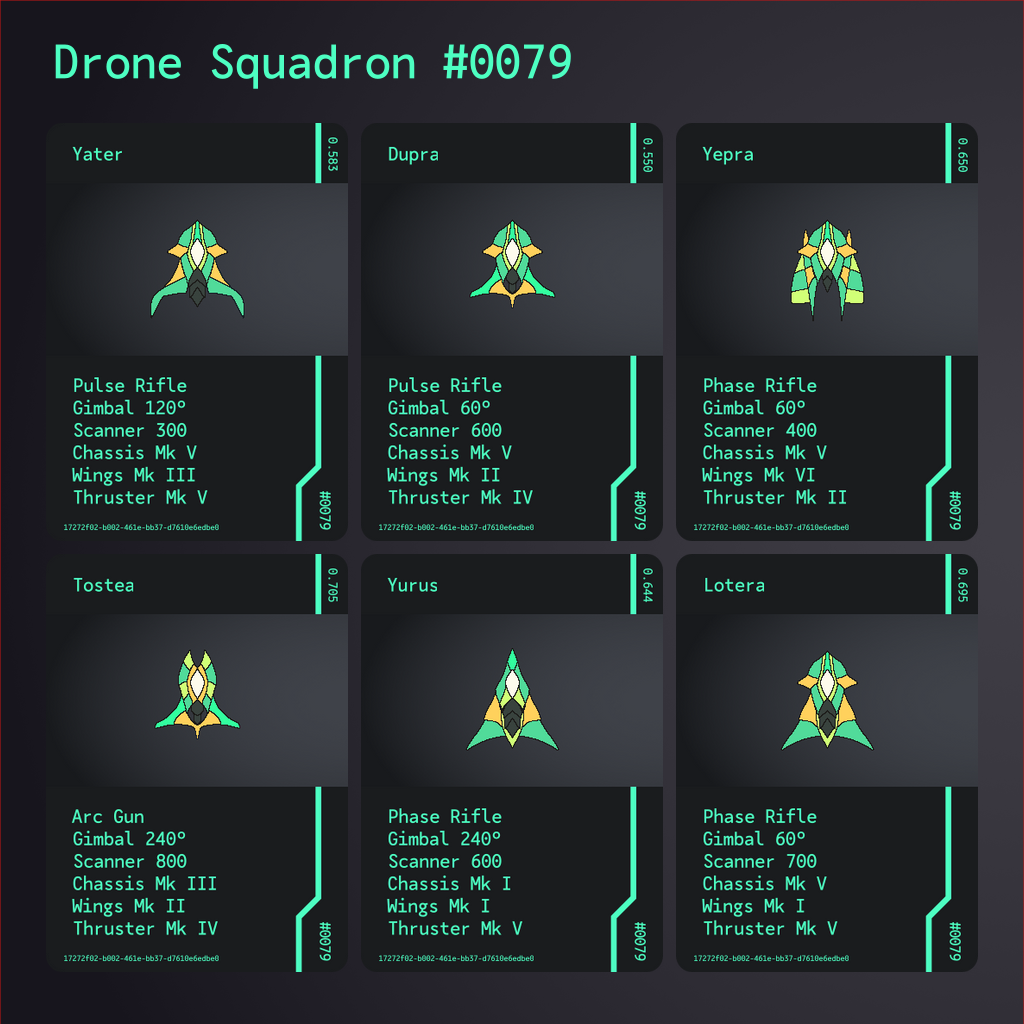 Drone Squadron #0079
Yater
0.583
Pulse Rifle
Gimbal 120°
Scanner 300
Chassis Mk V
Wings Mk III
Thruster Mk V
#0079
17272f02-b002-461e-bb37-d7610e6edbe0
Dupra
0.550
Pulse Rifle
Gimbal 60°
Scanner 600
Chassis Mk V
Wings Mk II
Thruster Mk IV
#0079
17272f02-b002-461e-bb37-d7610e6edbe0
Yepra
0.650
Phase Rifle
Gimbal 60°
Scanner 400
Chassis Mk V
Wings Mk VI
Thruster Mk II
#0079
17272f02-b002-461e-bb37-d7610e6edbe0
Tostea
0.705
Arc Gun
Gimbal 240°
Scanner 800
Chassis Mk III
Wings Mk II
Thruster Mk IV
#0079
17272f02-b002-461e-bb37-d7610e6edbe0
Yurus
0.644
Phase Rifle
Gimbal 240°
Scanner 600
Chassis Mk I
Wings Mk I
Thruster Mk V
#0079
17272f02-b002-461e-bb37-d7610e6edbe0
Lotera
0.695
Phase Rifle
Gimbal 60°
Scanner 700
Chassis Mk V
Wings Mk I
Thruster Mk V
#0079
17272f02-b002-461e-bb37-d7610e6edbe0